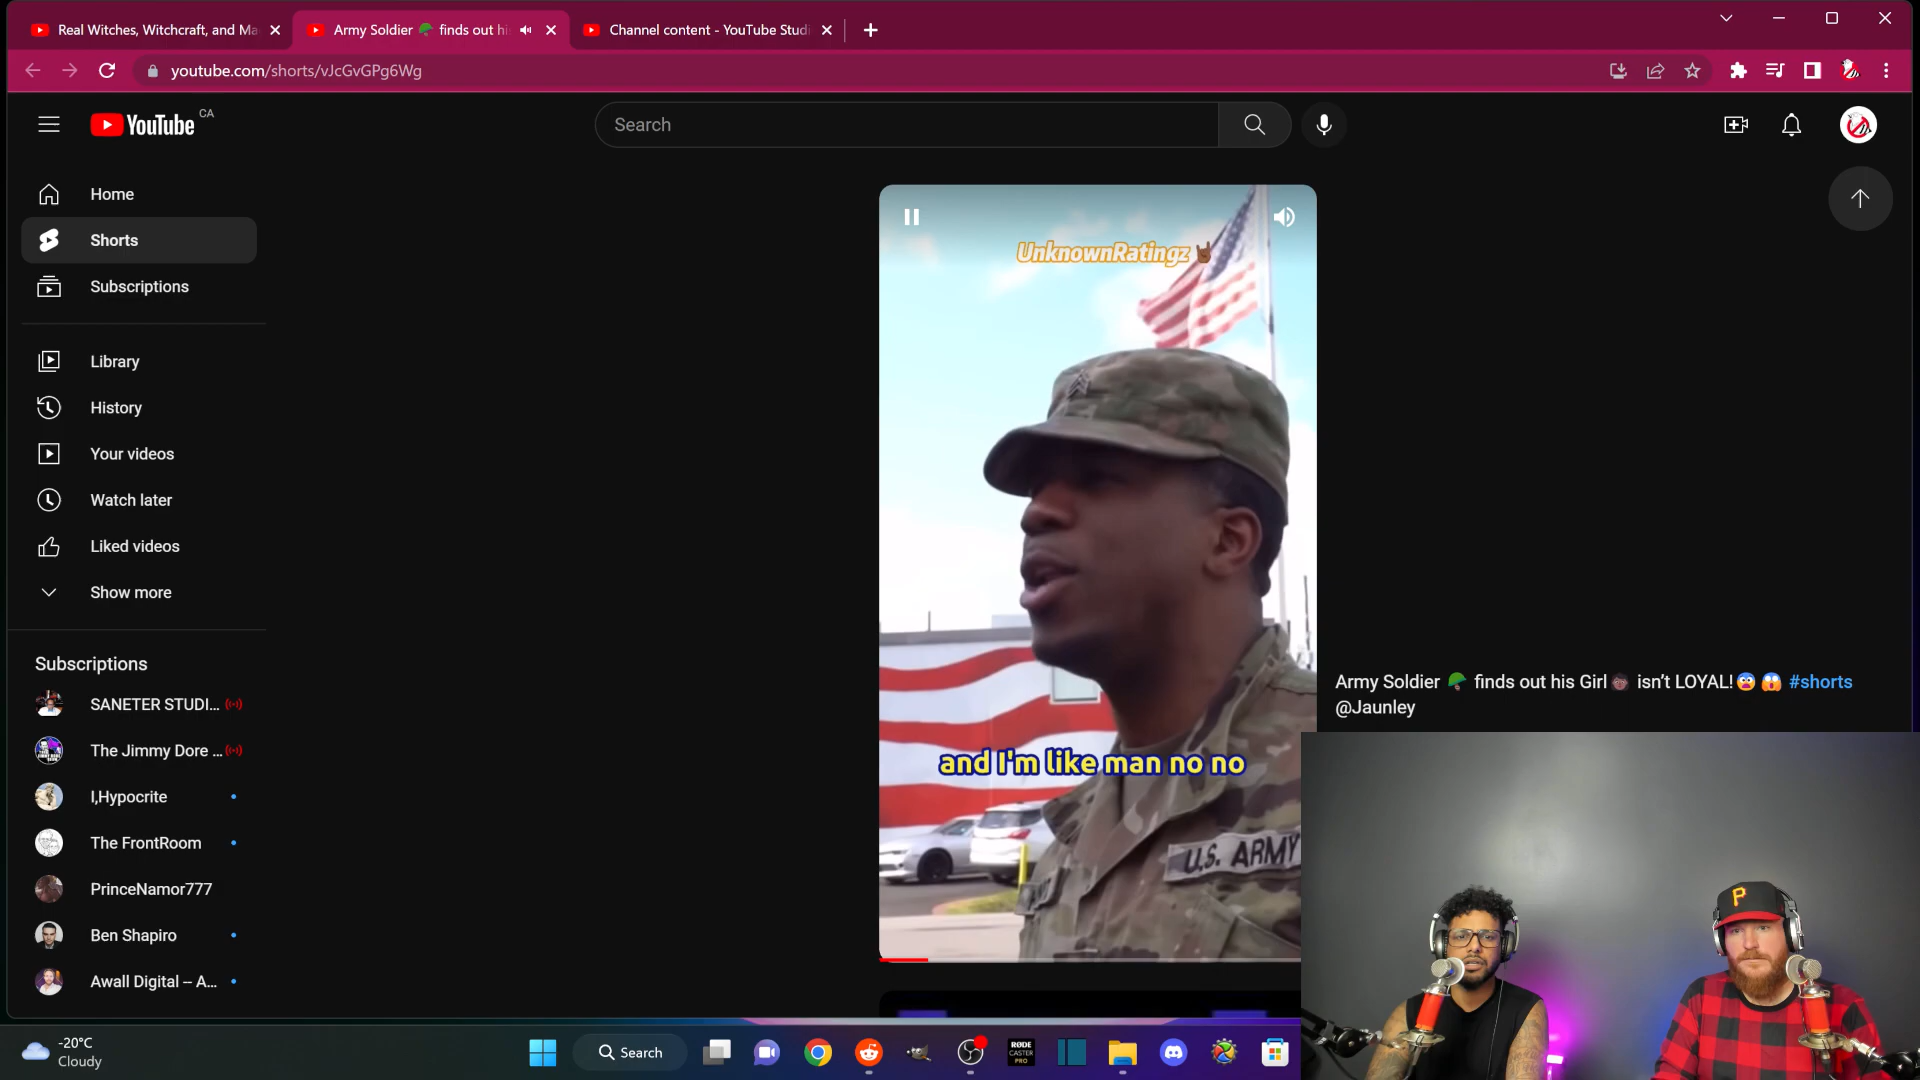 Real Witches, Witchcraft, and Ma
Army Soldier 🪖 finds out hi
Channel content - YouTube Studi
youtube.com/shorts/vJcGvGPg6Wg
YouTube CA
Search
Home
Shorts
Subscriptions
Library
History
Your videos
Watch later
Liked videos
Show more
Subscriptions
SANETER STUDI...
The Jimmy Dore ...
I,Hypocrite
The FrontRoom
PrinceNamor777
Ben Shapiro
Awall Digital -- A...
UnknownRatingz🤘🏾
and I'm like man no no
U.S. ARMY
Army Soldier 🪖 finds out his Girl👧🏾 isn't LOYAL!😨😱 #shorts
@Jaunley
P
-20°C
Cloudy
Search
RØDE
CASTER
PRO